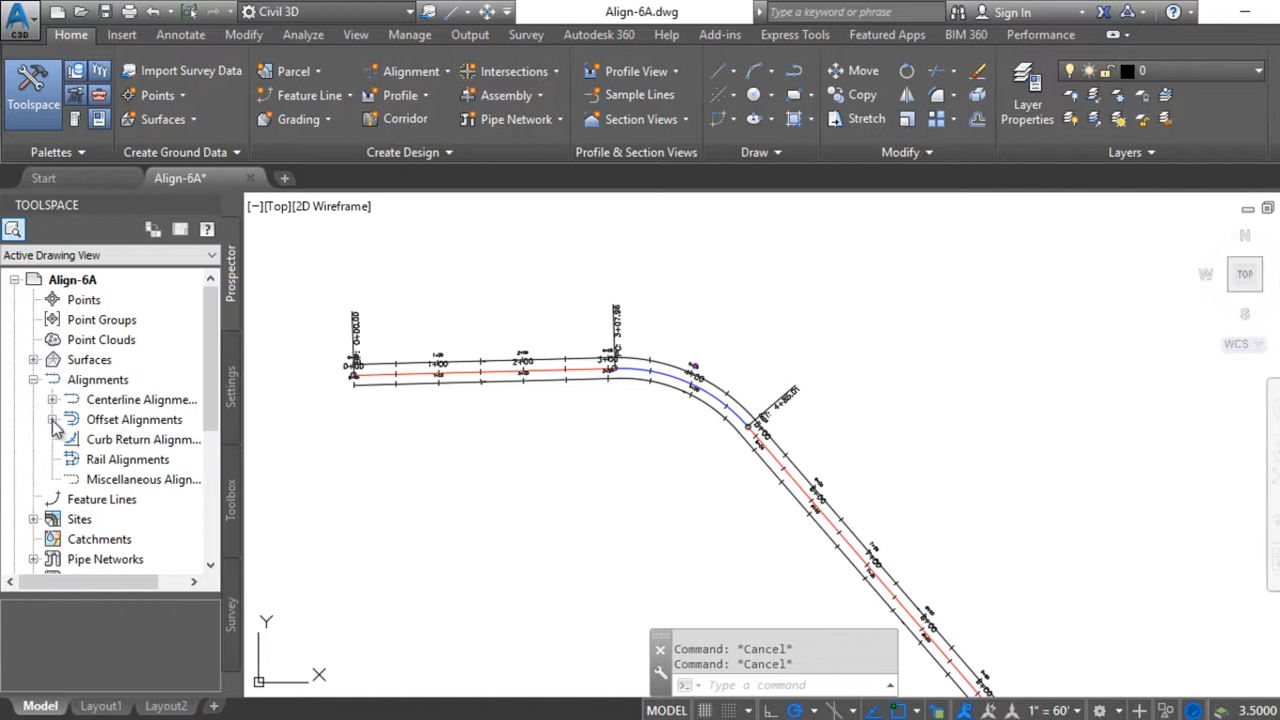 C3D
Civil 3D
Align-6A.dwg
Type a keyword or phrase
Sign In
Home
Insert
Annotate
Modify
Analyze
View
Manage
Output
Survey
Autodesk 360
Help
Add-ins
Express Tools
Featured Apps
BIM 360
Performance
Toolspace
Import Survey Data
Points
Surfaces
Parcel
Feature Line
Grading
Alignment
Profile
Corridor
Intersections
Assembly
Pipe Network
Profile View
Sample Lines
Section Views
Move
Copy
Stretch
Layer
Properties
0
Palettes
Create Ground Data
Create Design
Profile & Section Views
Draw
Modify
Layers
Start
Align-6A*
TOOLSPACE
Active Drawing View
Align-6A
Points
Point Groups
Point Clouds
Surfaces
Alignments
Centerline Alignme...
Offset Alignments
Curb Return Alignm...
Rail Alignments
Miscellaneous Align...
Feature Lines
Sites
Catchments
Pipe Networks
Prospector
Settings
Toolbox
Survey
[−][Top][2D Wireframe]
N
W
TOP
S
WCS
Y
X
Command: *Cancel*
Command: *Cancel*
Type a command
Model
Layout1
Layout2
MODEL
1" = 60'
3.5000